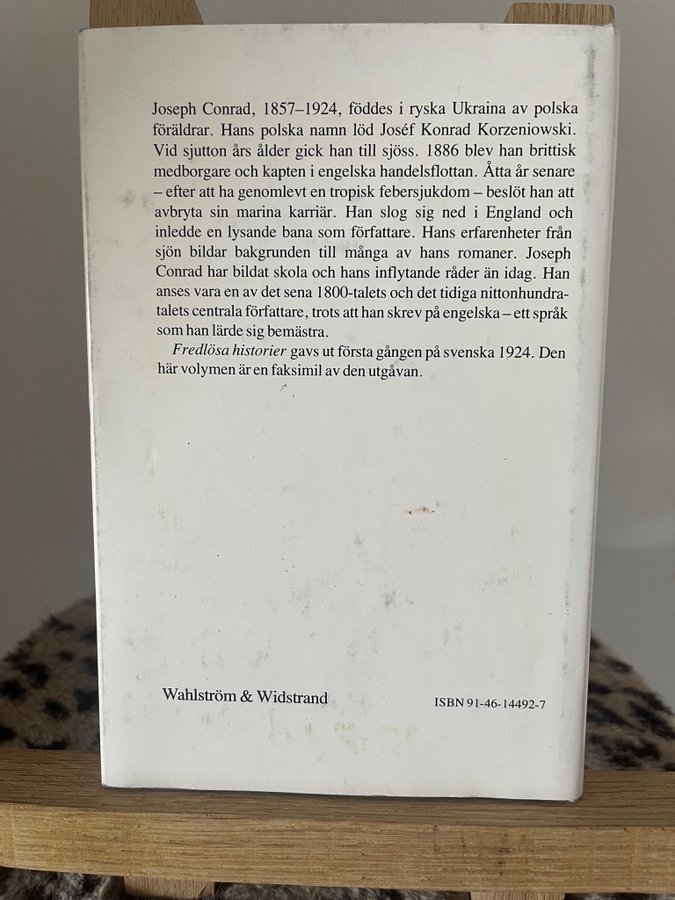 Joseph Conrad, 1857–1924, föddes i ryska Ukraina av polska
föräldrar. Hans polska namn löd Joséf Konrad Korzeniowski.
Vid sjutton års ålder gick han till sjöss. 1886 blev han brittisk
medborgare och kapten i engelska handelsflottan. Åtta år senare
– efter att ha genomlevt en tropisk febersjukdom – beslöt han att
avbryta sin marina karriär. Han slog sig ned i England och
inledde en lysande bana som författare. Hans erfarenheter från
sjön bildar bakgrunden till många av hans romaner. Joseph
Conrad har bildat skola och hans inflytande råder än idag. Han
anses vara en av det sena 1800-talets och det tidiga nittonhundra-
talets centrala författare, trots att han skrev på engelska – ett språk
som han lärde sig bemästra.
Fredlösa historier gavs ut första gången på svenska 1924. Den
här volymen är en faksimil av den utgåvan.
Wahlström & Widstrand
ISBN 91-46-14492-7